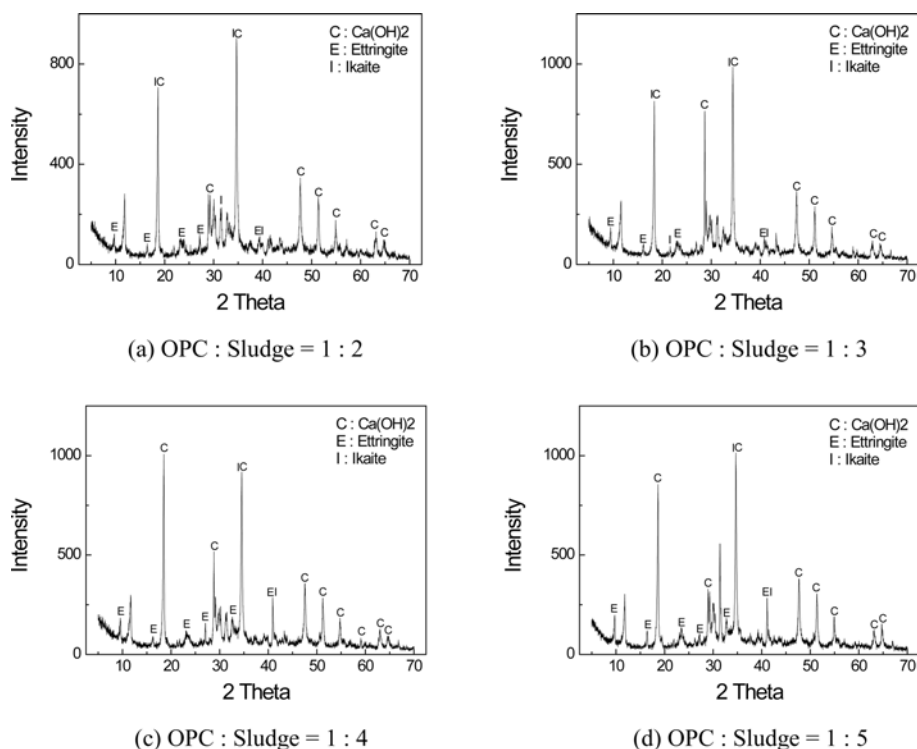 C : Ca(OH)2
E : Ettringite
I : Ikaite
800
400
0
Intensity
E
E
IC
E
E
C
I
IC
EI
C
C
C
C
C
10 20 30 40 50 60 70
2 Theta
(a) OPC : Sludge = 1 : 2
C : Ca(OH)2
E : Ettringite
I : Ikaite
1000
500
0
Intensity
E
E
IC
I
E
C
IC
EI
C
C
C
C
C
10 20 30 40 50 60 70
2 Theta
(b) OPC : Sludge = 1 : 3
C : Ca(OH)2
E : Ettringite
I : Ikaite
1000
500
0
Intensity
E
E
C
E
E
C
E
IC
EI
C
C
C
C
C
C
10 20 30 40 50 60 70
2 Theta
(c) OPC : Sludge = 1 : 4
C : Ca(OH)2
E : Ettringite
I : Ikaite
1000
500
0
Intensity
E
E
C
E
E
C
E
IC
EI
C
C
C
C
C
10 20 30 40 50 60 70
2 Theta
(d) OPC : Sludge = 1 : 5